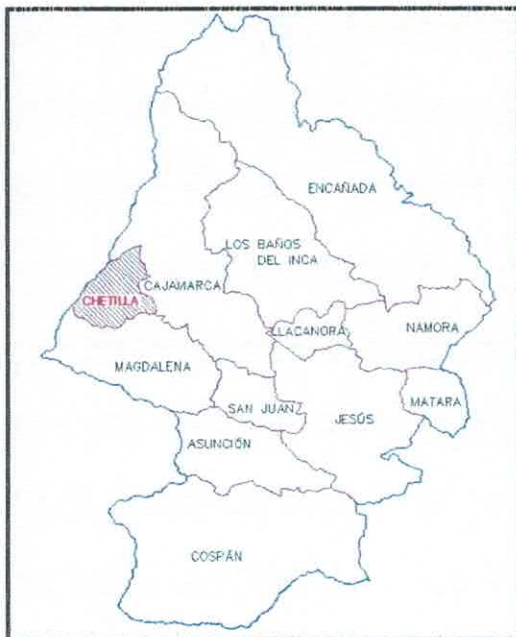 ENCAÑADA
LOS BAÑOS
DEL INCA
CAJAMARCA
CHETILLA
LLACANORA
NAMORA
MAGDALENA
MATARA
SAN JUAN
JESÚS
ASUNCIÓN
COSPÁN